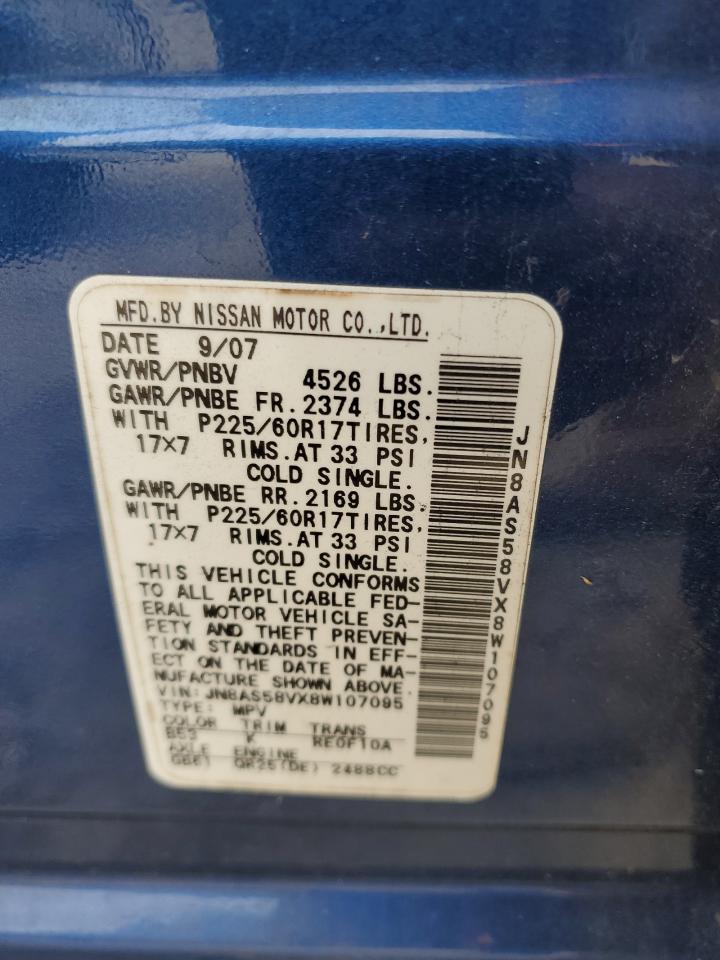 MFD.BY NISSAN MOTOR CO.,LTD.
DATE 9/07
GVWR/PNBV 4526 LBS.
GAWR/PNBE FR. 2374 LBS.
WITH P225/60R17TIRES,
17×7 RIMS.AT 33 PSI
COLD SINGLE.
GAWR/PNBE RR. 2169 LBS.
WITH P225/60R17TIRES,
17×7 RIMS.AT 33 PSI
COLD SINGLE.
THIS VEHICLE CONFORMS
TO ALL APPLICABLE FED-
ERAL MOTOR VEHICLE SA-
FETY AND THEFT PREVEN-
TION STANDARDS IN EFF-
ECT ON THE DATE OF MA-
NUFACTURE SHOWN ABOVE.
VIN: JN8AS58VX8W107095
TYPE: MPV
COLOR TRIM TRANS
B53 K RE0F10A
AXLE ENGINE
GB61 QR25(DE) 2488CC
JN8AS58VX8W107095